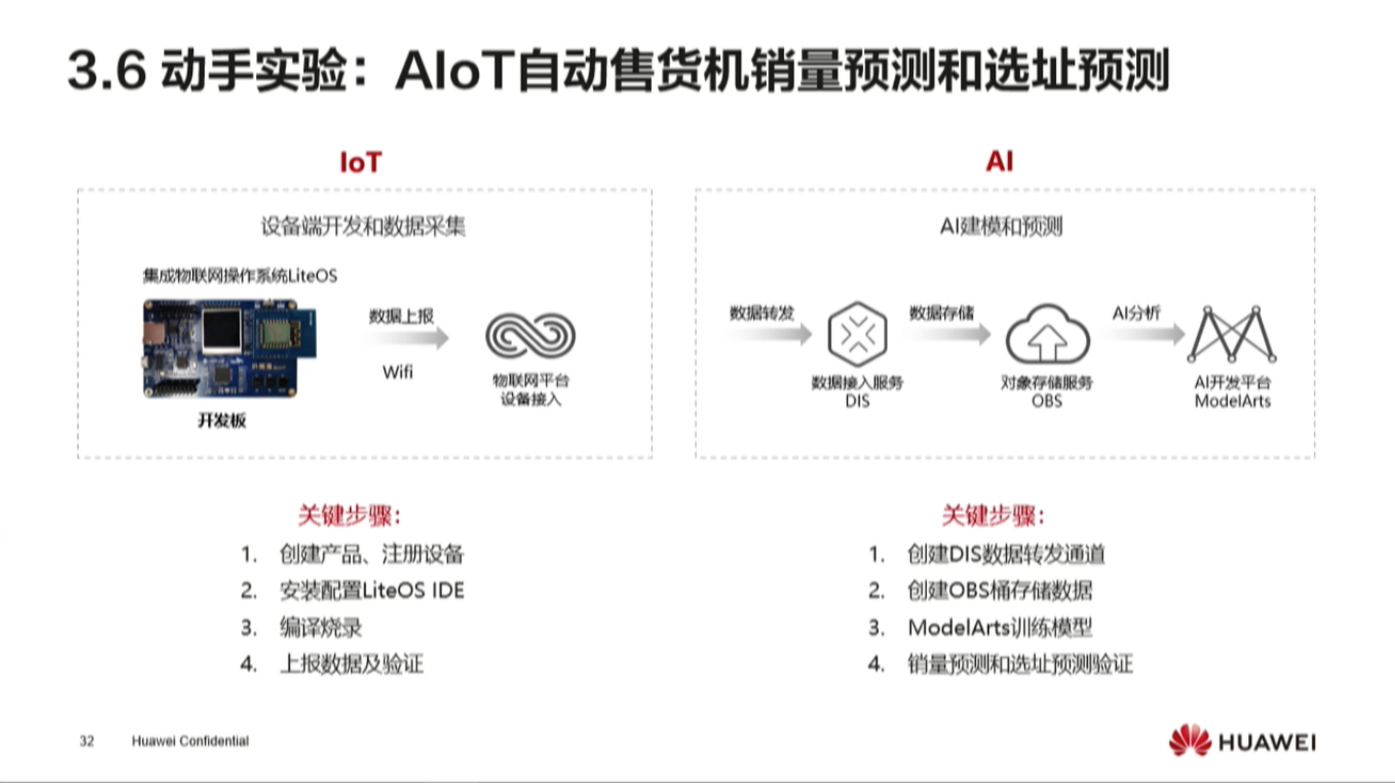 3.6 动手实验：AIoT自动售货机销量预测和选址预测
IoT
设备端开发和数据采集
集成物联网操作系统LiteOS
数据上报
Wifi
物联网平台
设备接入
开发板
关键步骤：
1. 创建产品、注册设备
2. 安装配置LiteOS IDE
3. 编译烧录
4. 上报数据及验证
AI
AI建模和预测
数据转发
数据存储
AI分析
数据接入服务
DIS
对象存储服务
OBS
AI开发平台
ModelArts
关键步骤：
1. 创建DIS数据转发通道
2. 创建OBS桶存储数据
3. ModelArts训练模型
4. 销量预测和选址预测验证
32 Huawei Confidential
HUAWEI